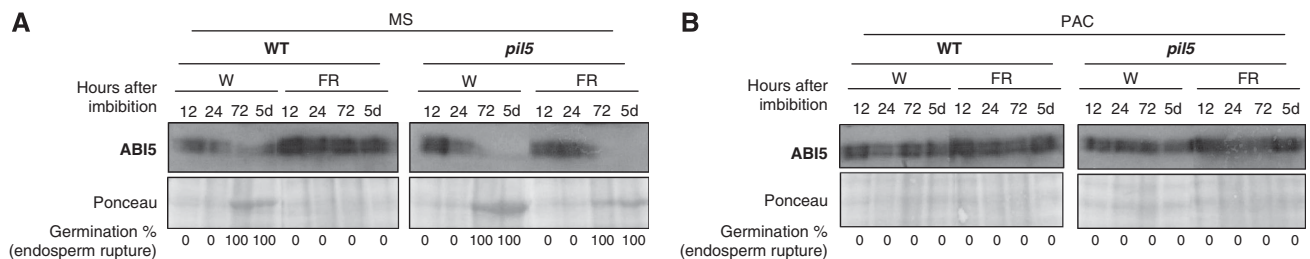 A
MS
WT pil5
W FR W FR
Hours after imbibition
12 24 72 5d 12 24 72 5d 12 24 72 5d 12 24 72 5d
ABI5
Ponceau
Germination % (endosperm rupture)
0 0 100 100 0 0 0 0 0 0 100 100 0 0 100 100
B
PAC
WT pil5
W FR W FR
Hours after imbibition
12 24 72 5d 12 24 72 5d 12 24 72 5d 12 24 72 5d
ABI5
Ponceau
Germination % (endosperm rupture)
0 0 0 0 0 0 0 0 0 0 0 0 0 0 0 0